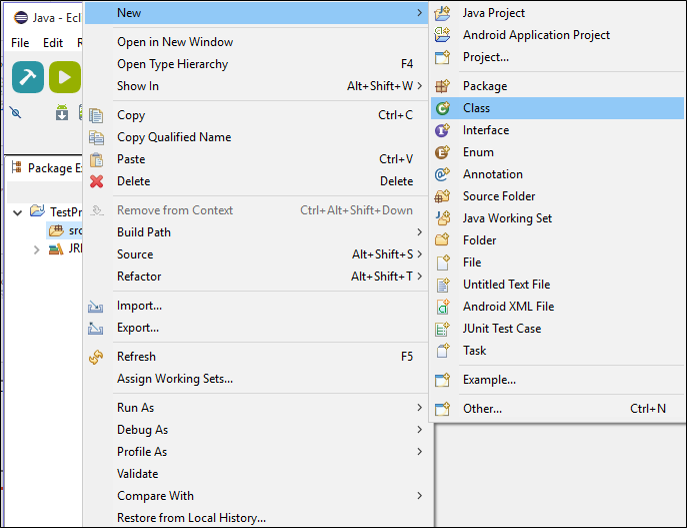 Java - Ecl
File Edit R
Package Ex
TestPr
src
JRE
New
Open in New Window
Open Type Hierarchy F4
Show In Alt+Shift+W
Copy Ctrl+C
Copy Qualified Name
Paste Ctrl+V
Delete Delete
Remove from Context Ctrl+Alt+Shift+Down
Build Path
Source Alt+Shift+S
Refactor Alt+Shift+T
Import...
Export...
Refresh F5
Assign Working Sets...
Run As
Debug As
Profile As
Validate
Compare With
Restore from Local History...
Java Project
Android Application Project
Project...
Package
Class
Interface
Enum
Annotation
Source Folder
Java Working Set
Folder
File
Untitled Text File
Android XML File
JUnit Test Case
Task
Example...
Other... Ctrl+N